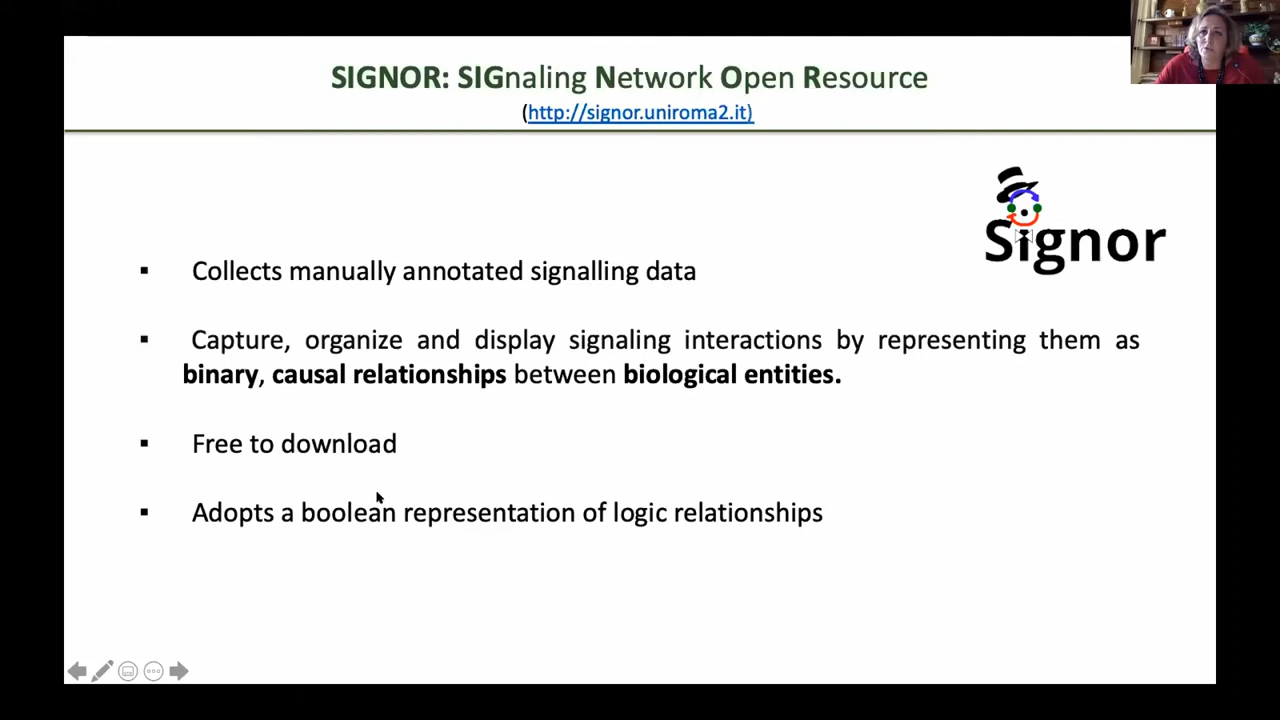 SIGNOR: SIGnaling Network Open Resource
(http://signor.uniroma2.it)
Signor
▪ Collects manually annotated signalling data
▪ Capture, organize and display signaling interactions by representing them as
binary, causal relationships between biological entities.
▪ Free to download
▪ Adopts a boolean representation of logic relationships